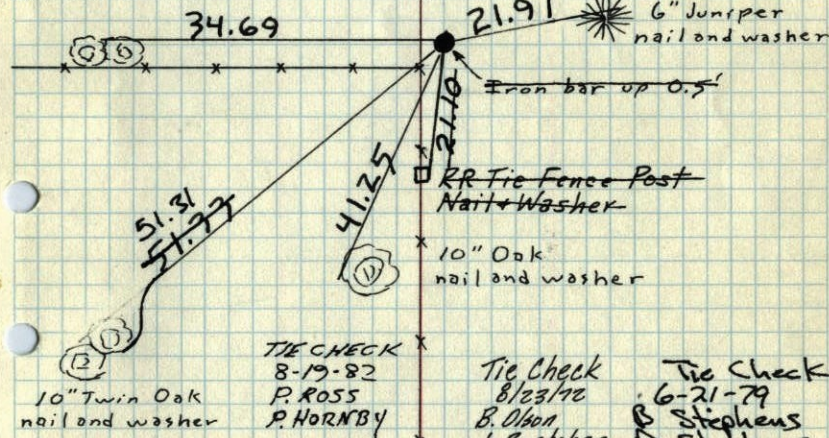 34.69
21.91
6" Juniper
nail and washer
Iron bar up 0.5'
21.10
RR Tie Fence Post
Nail & Washer
41.25
51.31
51.77
10" Oak
nail and washer
10" Twin Oak
nail and washer
TIE CHECK
8-19-82
P. ROSS
P. HORNBY
Tie Check
8/23/72
B. Olson
Tie Check
6-21-79
B Stephens